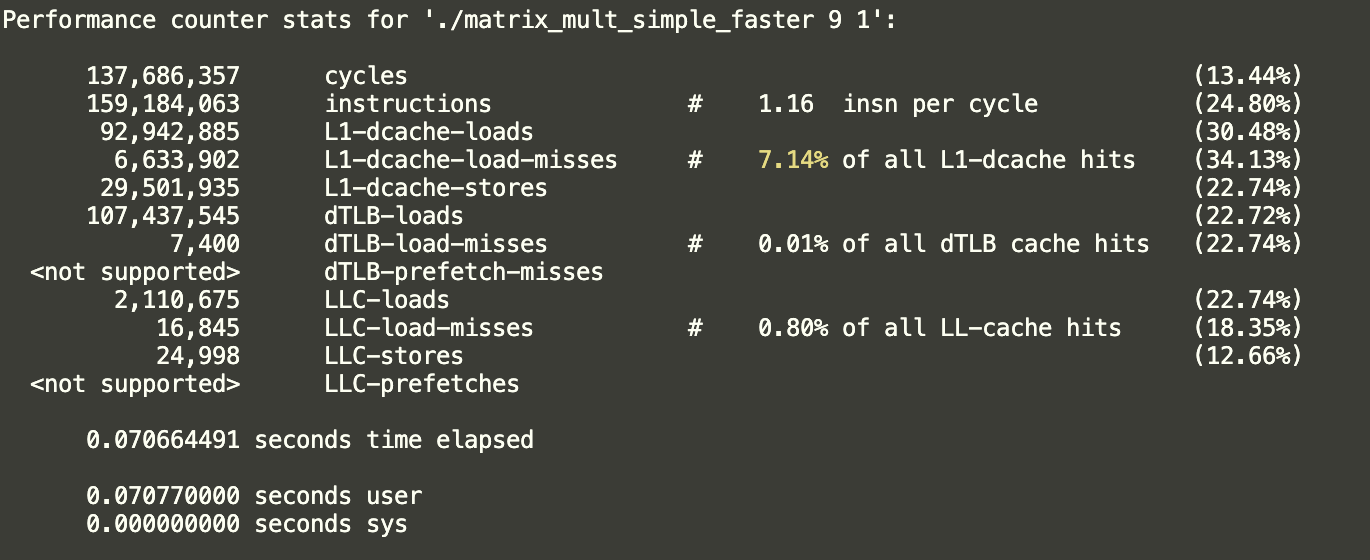 Performance counter stats for './matrix_mult_simple_faster 9 1':
137,686,357 cycles (13.44%)
159,184,063 instructions # 1.16 insn per cycle (24.80%)
92,942,885 L1-dcache-loads (30.48%)
6,633,902 L1-dcache-load-misses # 7.14% of all L1-dcache hits (34.13%)
29,501,935 L1-dcache-stores (22.74%)
107,437,545 dTLB-loads (22.72%)
7,400 dTLB-load-misses # 0.01% of all dTLB cache hits (22.74%)
<not supported> dTLB-prefetch-misses
2,110,675 LLC-loads (22.74%)
16,845 LLC-load-misses # 0.80% of all LL-cache hits (18.35%)
24,998 LLC-stores (12.66%)
<not supported> LLC-prefetches
0.070664491 seconds time elapsed
0.070770000 seconds user
0.000000000 seconds sys